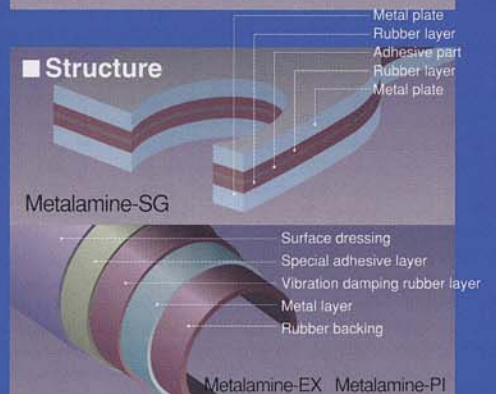 Metal plate
Rubber layer
■ Structure
Adhesive part
Rubber layer
Metal plate
Metalamine-SG
Surface dressing
Special adhesive layer
Vibration damping rubber layer
Metal layer
Rubber backing
Metalamine-EX Metalamine-PI